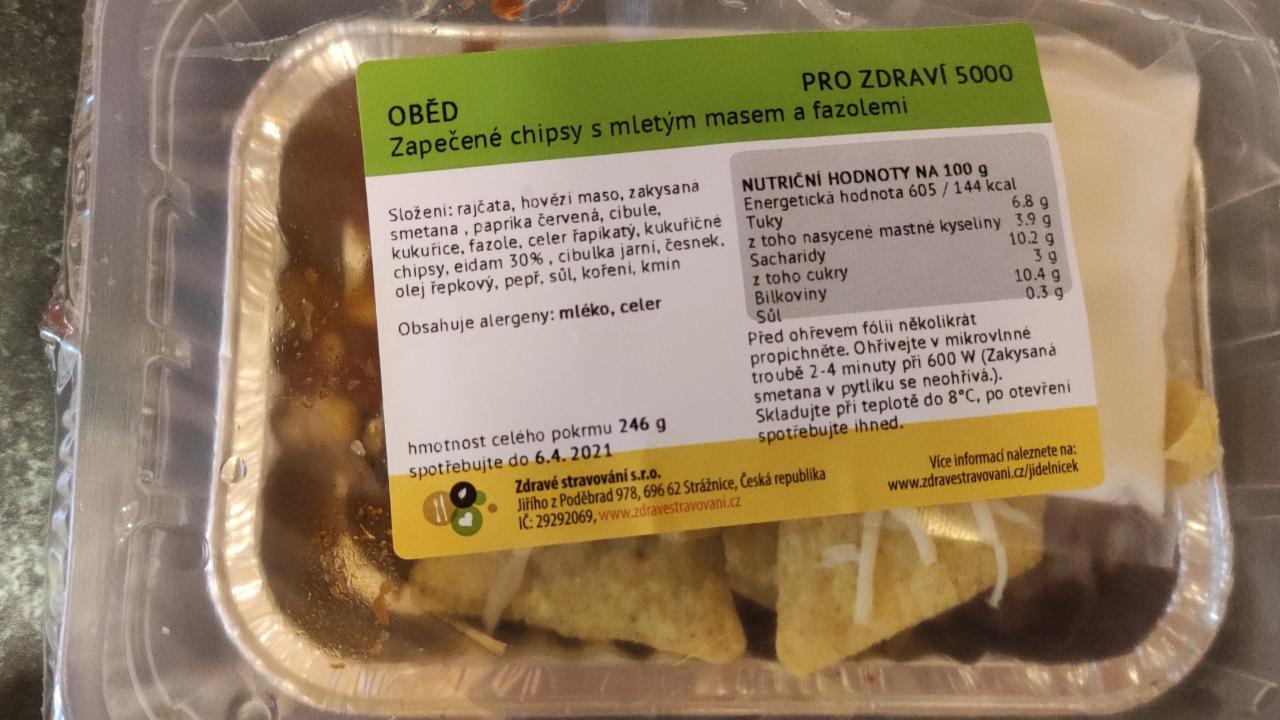 OBĚD
PRO ZDRAVÍ 5000
Zapečené chipsy s mletým masem a fazolemi
Složení: rajčata, hovězí maso, zakysaná
smetana , paprika červená, cibule,
kukuřice, fazole, celer řapíkatý, kukuřičné
chipsy, eidam 30% , cibulka jarní, česnek,
olej řepkový, pepř, sůl, koření, kmín
Obsahuje alergeny: mléko, celer
hmotnost celého pokrmu 246 g
spotřebujte do 6.4. 2021
NUTRIČNÍ HODNOTY NA 100 g
Energetická hodnota 605 / 144 kcal
Tuky 6.8 g
z toho nasycené mastné kyseliny 3.9 g
Sacharidy 10.2 g
z toho cukry 3 g
Bílkoviny 10.4 g
Sůl 0.3 g
Před ohřevem fólii několikrát
propíchněte. Ohřívejte v mikrovlnné
troubě 2-4 minuty při 600 W (Zakysaná
smetana v pytlíku se neohřívá.).
Skladujte při teplotě do 8°C, po otevření
spotřebujte ihned.
Zdravé stravování s.r.o.
Jiřího z Poděbrad 978, 696 62 Strážnice, Česká republika
IČ: 29292069, www.zdravestravovani.cz
Více informací naleznete na:
www.zdravestravovani.cz/jidelnicek